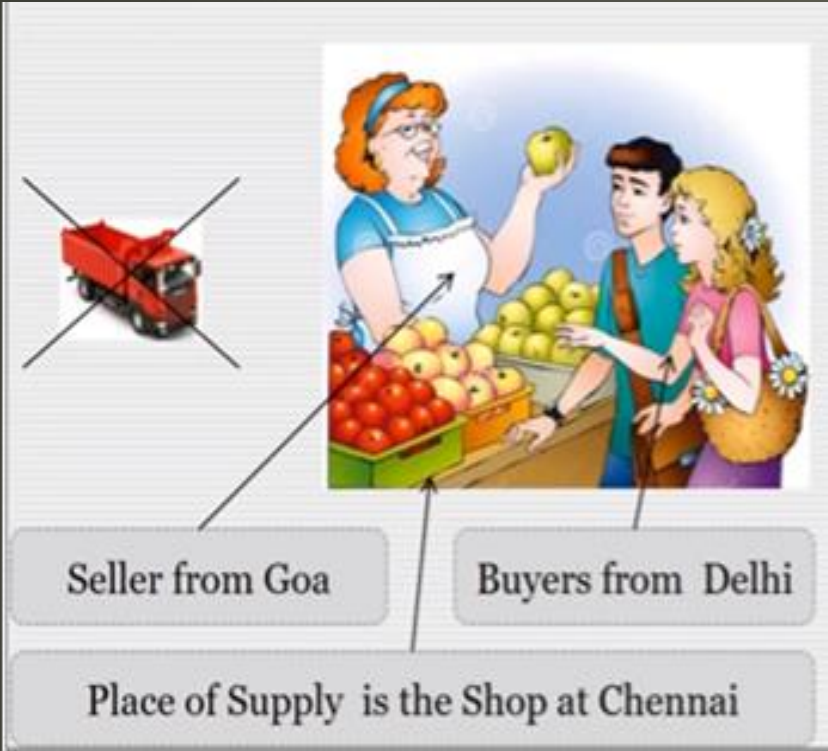 Seller from Goa
Buyers from Delhi
Place of Supply is the Shop at Chennai